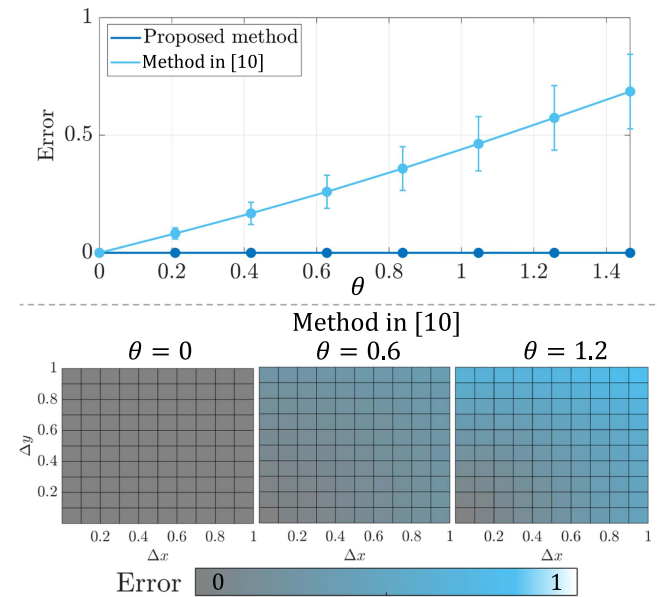 1
Proposed method
Method in [10]
Error
0.5
0
0 0.2 0.4 0.6 0.8 1 1.2 1.4
θ
Method in [10]
θ = 0 θ = 0.6 θ = 1.2
1
0.8
0.6
0.4
0.2
Δy
0.2 0.4 0.6 0.8 1 0.2 0.4 0.6 0.8 1 0.2 0.4 0.6 0.8 1
Δx Δx Δx
Error 0 1